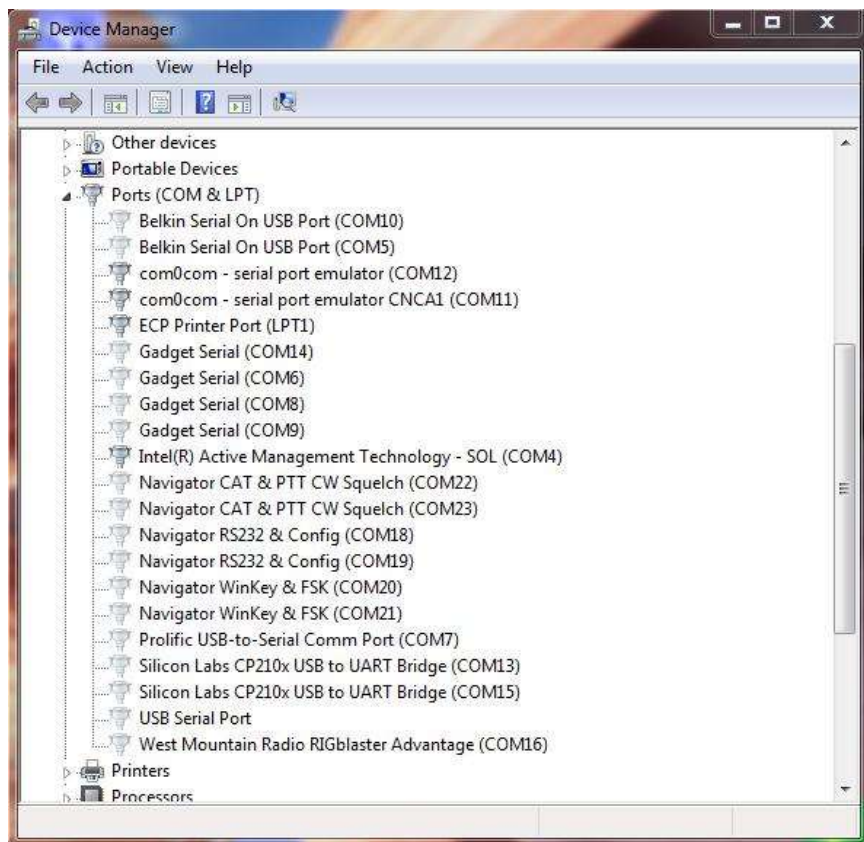 Device Manager
File Action View Help
Other devices
Portable Devices
Ports (COM & LPT)
Belkin Serial On USB Port (COM10)
Belkin Serial On USB Port (COM5)
com0com - serial port emulator (COM12)
com0com - serial port emulator CNCA1 (COM11)
ECP Printer Port (LPT1)
Gadget Serial (COM14)
Gadget Serial (COM6)
Gadget Serial (COM8)
Gadget Serial (COM9)
Intel(R) Active Management Technology - SOL (COM4)
Navigator CAT & PTT CW Squelch (COM22)
Navigator CAT & PTT CW Squelch (COM23)
Navigator RS232 & Config (COM18)
Navigator RS232 & Config (COM19)
Navigator WinKey & FSK (COM20)
Navigator WinKey & FSK (COM21)
Prolific USB-to-Serial Comm Port (COM7)
Silicon Labs CP210x USB to UART Bridge (COM13)
Silicon Labs CP210x USB to UART Bridge (COM15)
USB Serial Port
West Mountain Radio RIGblaster Advantage (COM16)
Printers
Processors